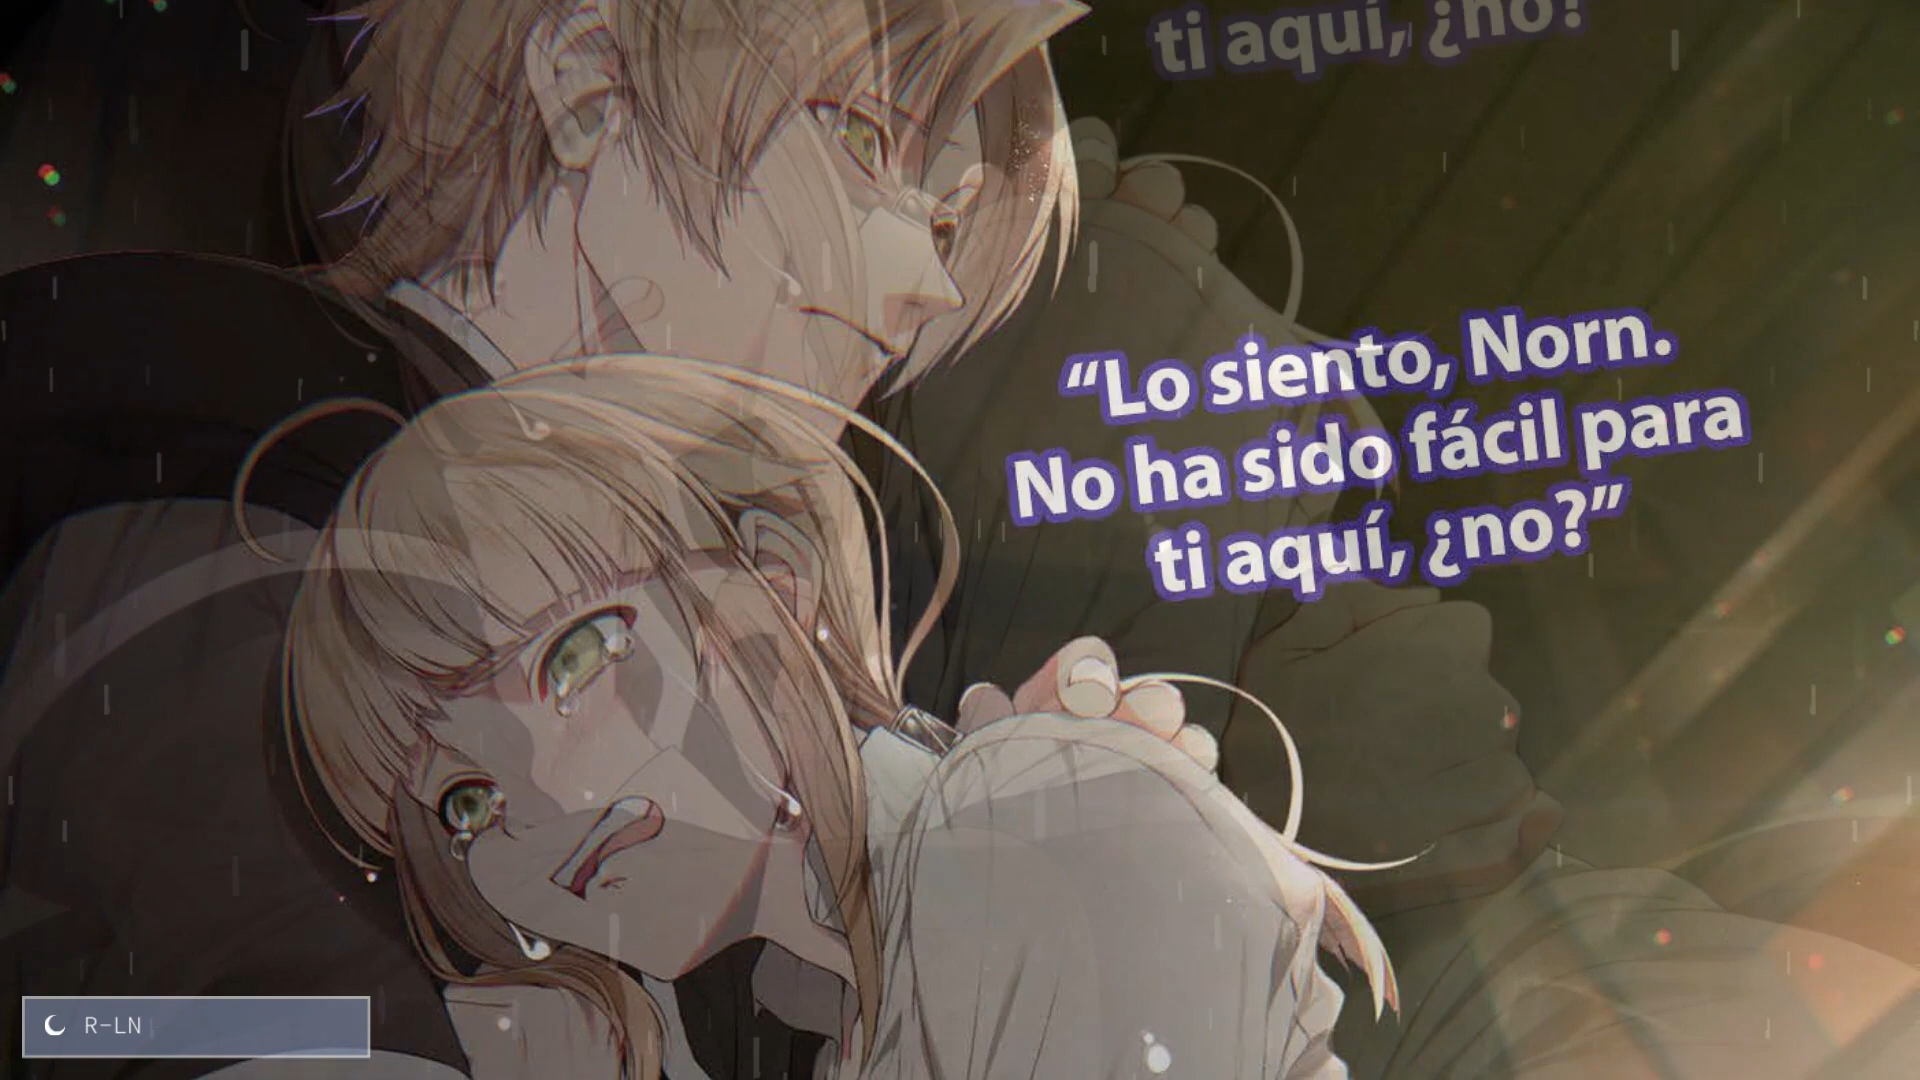 ti aquí, ¿no?
“Lo siento, Norn.
No ha sido fácil para
ti aquí, ¿no?”
R-LN